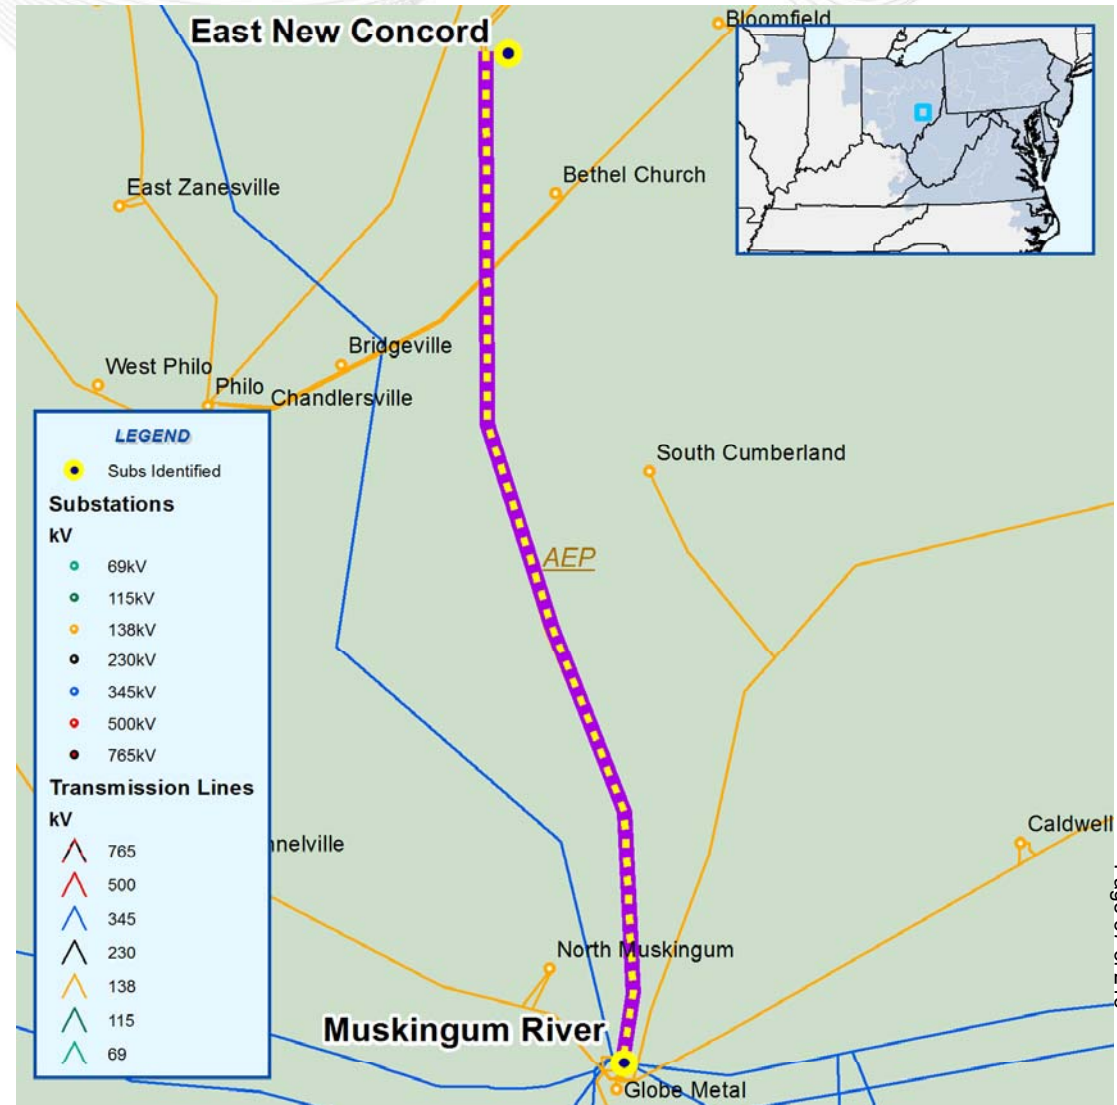 East New Concord
Bloomfield
East Zanesville
Bethel Church
Bridgeville
West Philo
Philo
Chandlersville
South Cumberland
AEP
Caldwell
nnelville
North Muskingum
Muskingum River
Globe Metal
LEGEND
Subs Identified
Substations
kV
69kV
115kV
138kV
230kV
345kV
500kV
765kV
Transmission Lines
kV
765
500
345
230
138
115
69